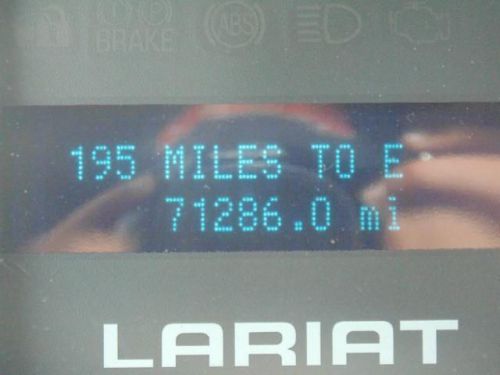 BRAKE ABS
195 MILES TO E
71286.0 mi
LARIAT